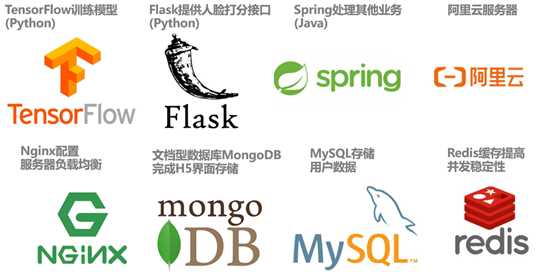 TensorFlow训练模型
(Python)
TensorFlow
Flask提供人脸打分接口
(Python)
Flask
Spring处理其他业务
(Java)
spring
阿里云服务器
阿里云
Nginx配置
服务器负载均衡
NGINX
文档型数据库MongoDB
完成H5界面存储
mongo
DB
MySQL存储
用户数据
MySQL™
Redis缓存提高
并发稳定性
redis